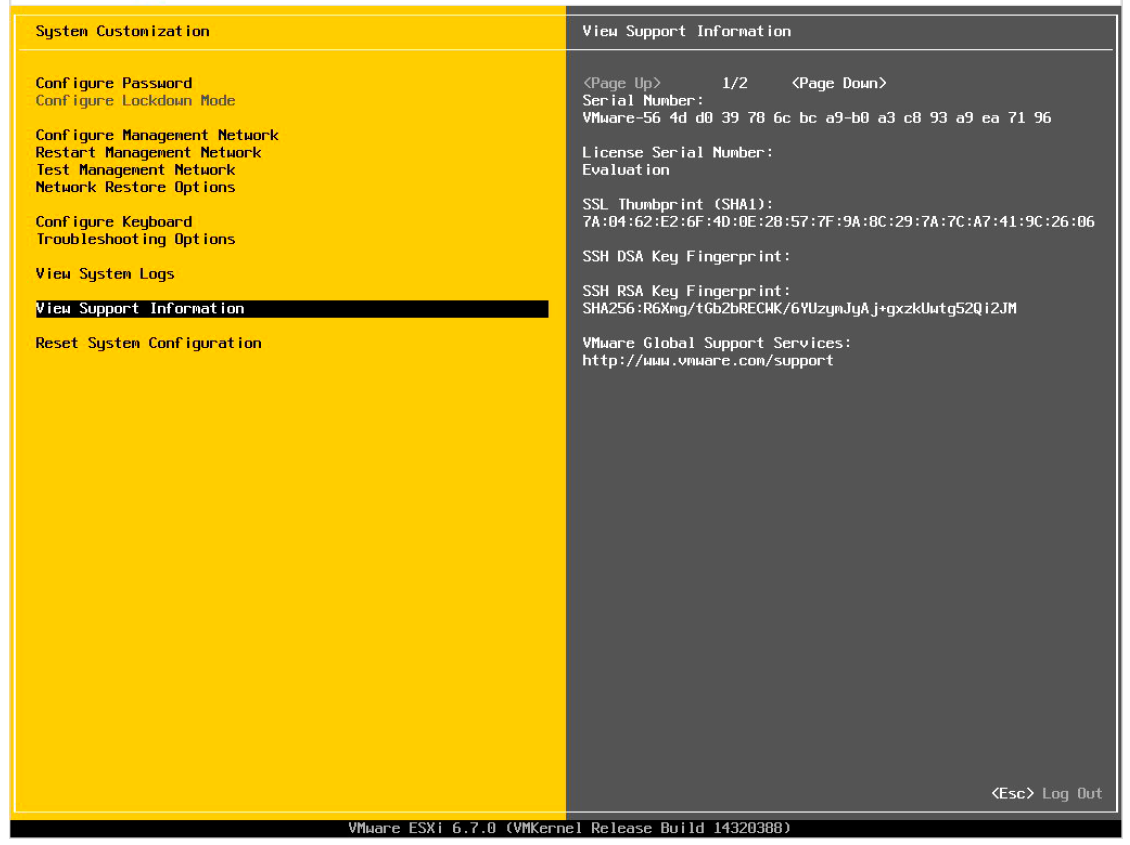 System Customization
Configure Password
Configure Lockdown Mode
Configure Management Network
Restart Management Network
Test Management Network
Network Restore Options
Configure Keyboard
Troubleshooting Options
View System Logs
View Support Information
Reset System Configuration
View Support Information
<Page Up> 1/2 <Page Down>
Serial Number:
VMware-56 4d d0 39 78 6c bc a9-b0 a3 c8 93 a9 ea 71 96
License Serial Number:
Evaluation
SSL Thumbprint (SHA1):
7A:04:62:E2:6F:4D:0E:28:57:7F:9A:8C:29:7A:7C:A7:41:9C:26:06
SSH DSA Key Fingerprint:
SSH RSA Key Fingerprint:
SHA256:R6Xmg/tGb2bRECWK/6YUzymJyAj+gxzkUwtg52Qi2JM
VMware Global Support Services:
http://www.vmware.com/support
<Esc> Log Out
VMware ESXi 6.7.0 (VMKernel Release Build 14320388)